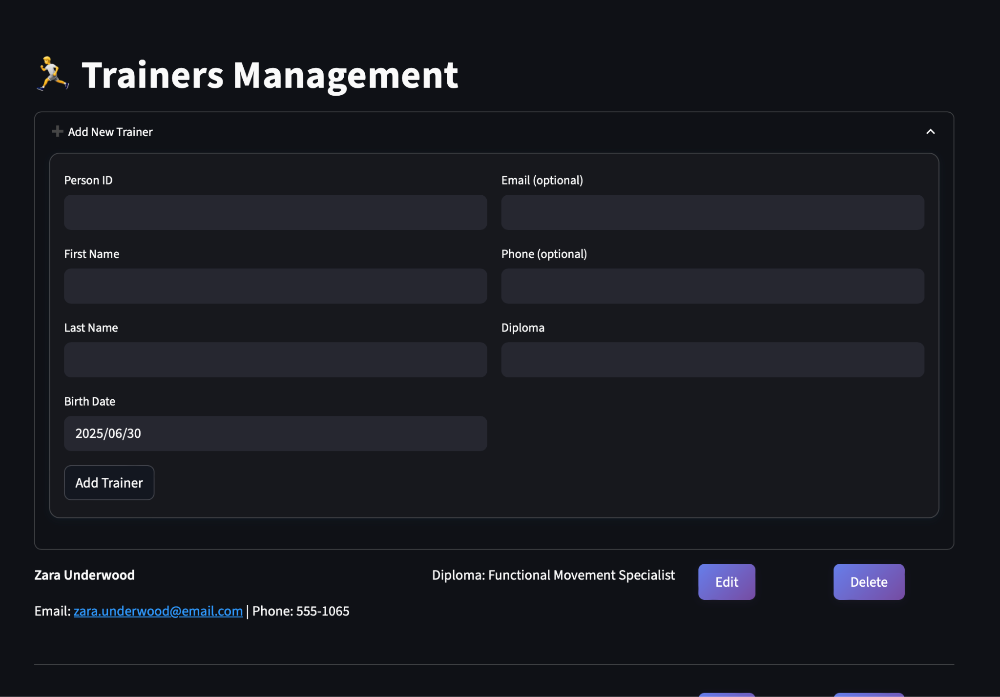 Trainers Management
Add New Trainer
Person ID
Email (optional)
First Name
Phone (optional)
Last Name
Diploma
Birth Date
2025/06/30
Add Trainer
Zara Underwood
Diploma: Functional Movement Specialist
Edit
Delete
Email: zara.underwood@email.com | Phone: 555-1065